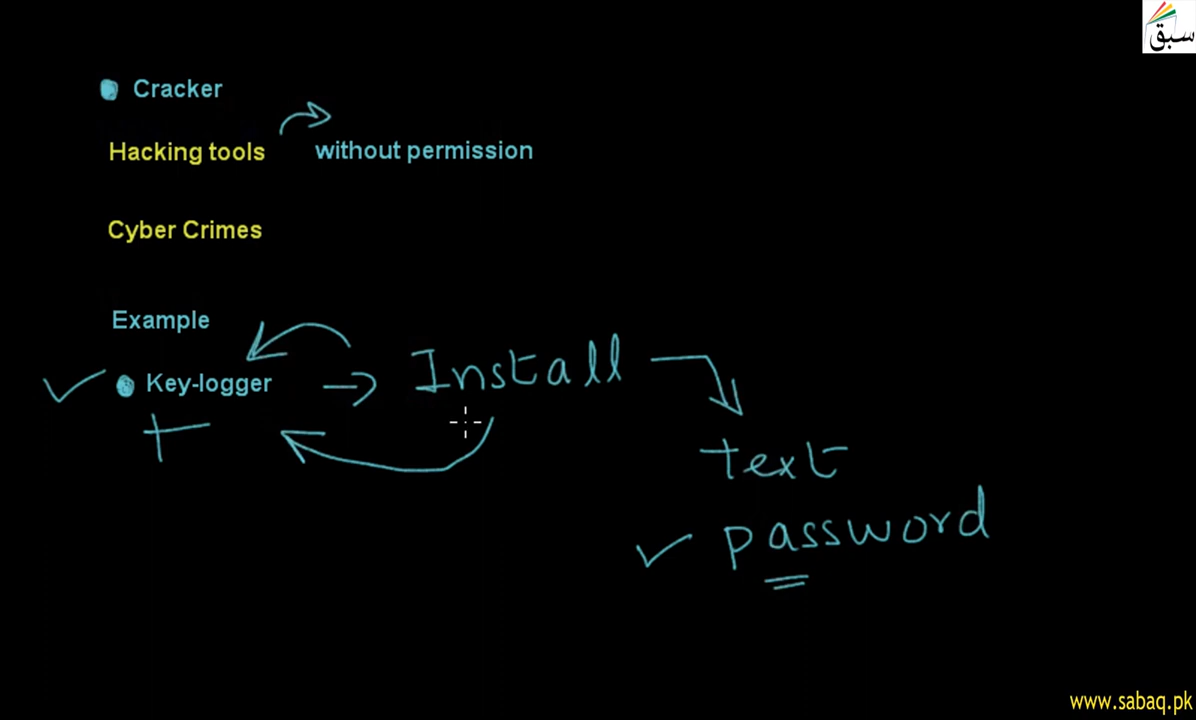 سبق
Cracker
Hacking tools without permission
Cyber Crimes
Example
Key-logger Install
text
password
www.sabaq.pk